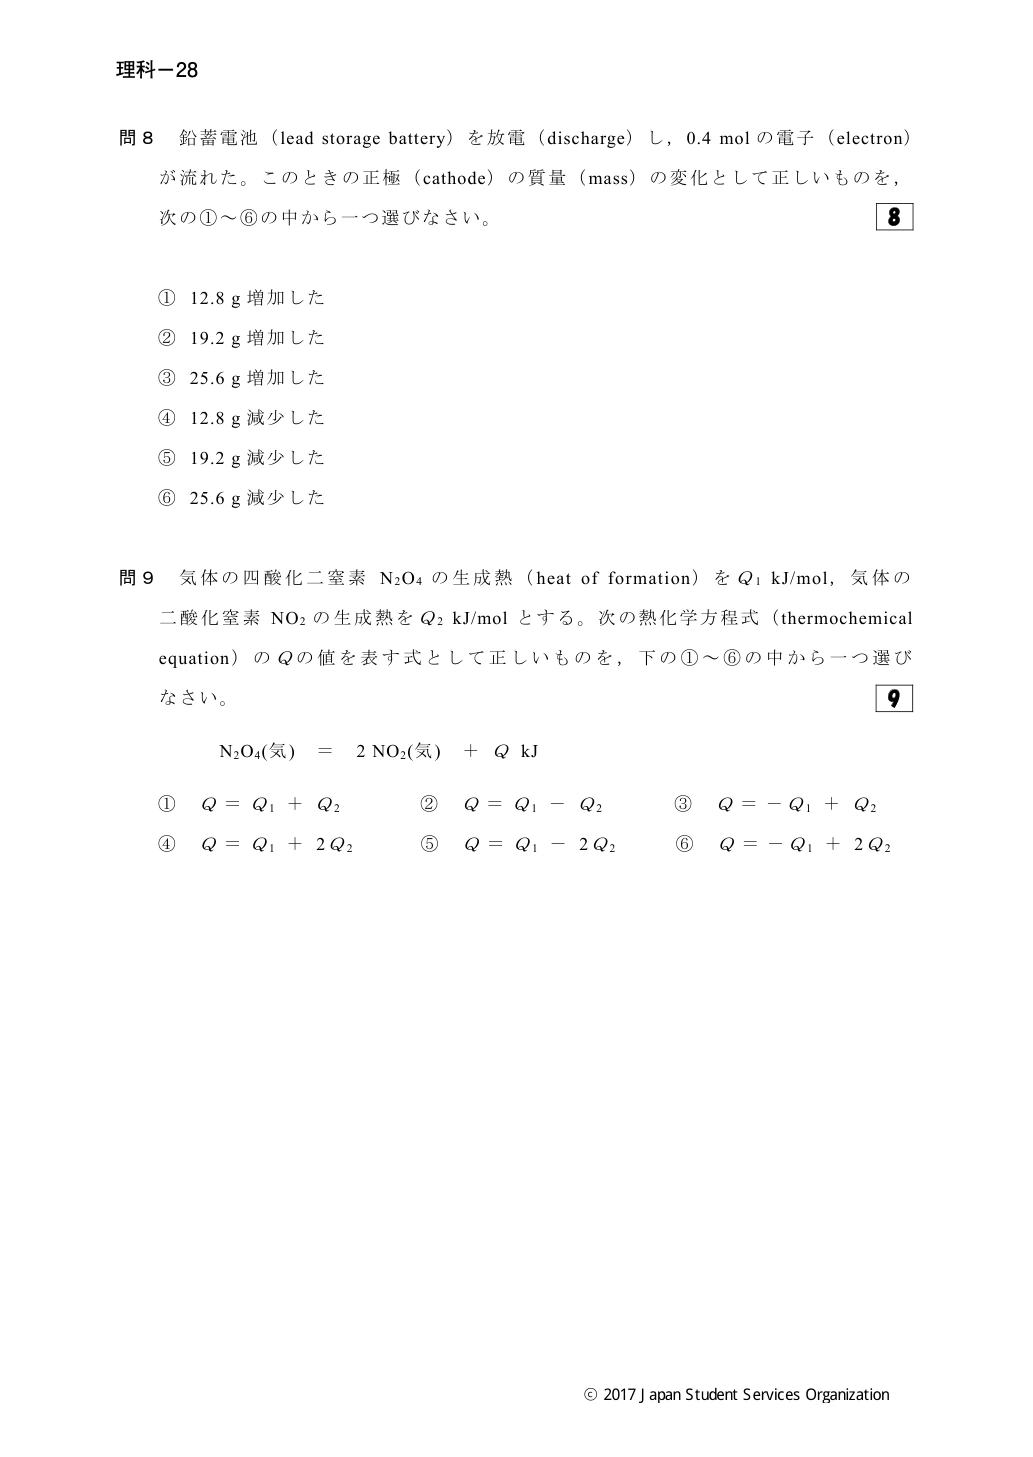 理科－28
問 8　鉛蓄電池（lead storage battery）を放電（discharge）し，0.4 mol の電子（electron）
が流れた。このときの正極（cathode）の質量（mass）の変化として正しいものを，
次の①～⑥の中から一つ選びなさい。 8
① 12.8 g 増加した
② 19.2 g 増加した
③ 25.6 g 増加した
④ 12.8 g 減少した
⑤ 19.2 g 減少した
⑥ 25.6 g 減少した
問 9　気体の四酸化二窒素 N₂O₄ の生成熱（heat of formation）を Q₁ kJ/mol，気体の
二酸化窒素 NO₂ の生成熱を Q₂ kJ/mol とする。次の熱化学方程式（thermochemical
equation）の Q の値を表す式として正しいものを，下の①～⑥の中から一つ選び
なさい。 9
N₂O₄(気) = 2 NO₂(気) + Q kJ
① Q = Q₁ + Q₂ ② Q = Q₁ − Q₂ ③ Q = − Q₁ + Q₂
④ Q = Q₁ + 2 Q₂ ⑤ Q = Q₁ − 2 Q₂ ⑥ Q = − Q₁ + 2 Q₂
© 2017 Japan Student Services Organization